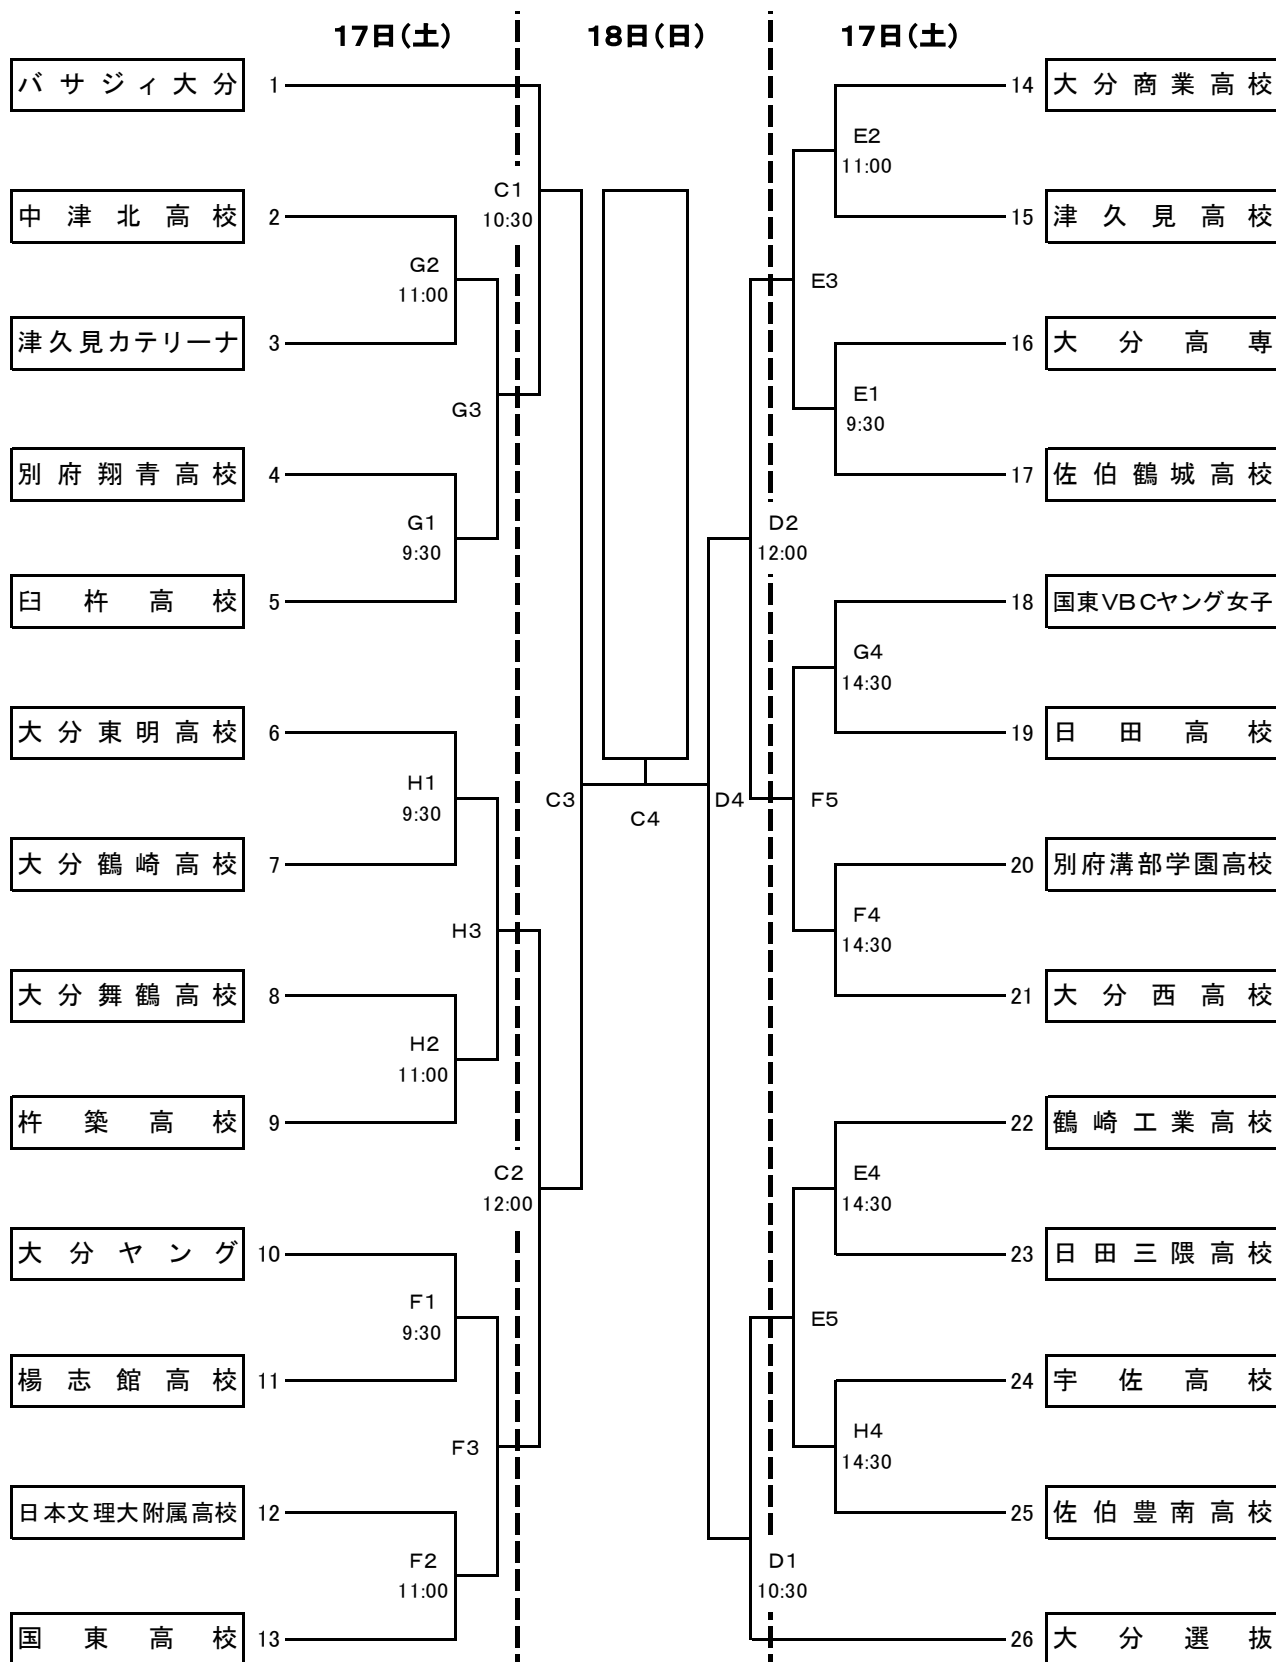 17日（土）
18日（日）
17日（土）
バサジィ大分 1
中津北高校 2
津久見カテリーナ 3
別府翔青高校 4
臼杵高校 5
大分東明高校 6
大分鶴崎高校 7
大分舞鶴高校 8
杵築高校 9
大分ヤング 10
楊志館高校 11
日本文理大附属高校 12
国東高校 13
G2
11:00
G1
9:30
H1
9:30
H2
11:00
F1
9:30
F2
11:00
G3
H3
F3
C1
10:30
C2
12:00
C3
C4
D4
D2
12:00
D1
10:30
E3
F5
E5
E2
11:00
E1
9:30
G4
14:30
F4
14:30
E4
14:30
H4
14:30
14 大分商業高校
15 津久見高校
16 大分高専
17 佐伯鶴城高校
18 国東VBCヤング女子
19 日田高校
20 別府溝部学園高校
21 大分西高校
22 鶴崎工業高校
23 日田三隈高校
24 宇佐高校
25 佐伯豊南高校
26 大分選抜